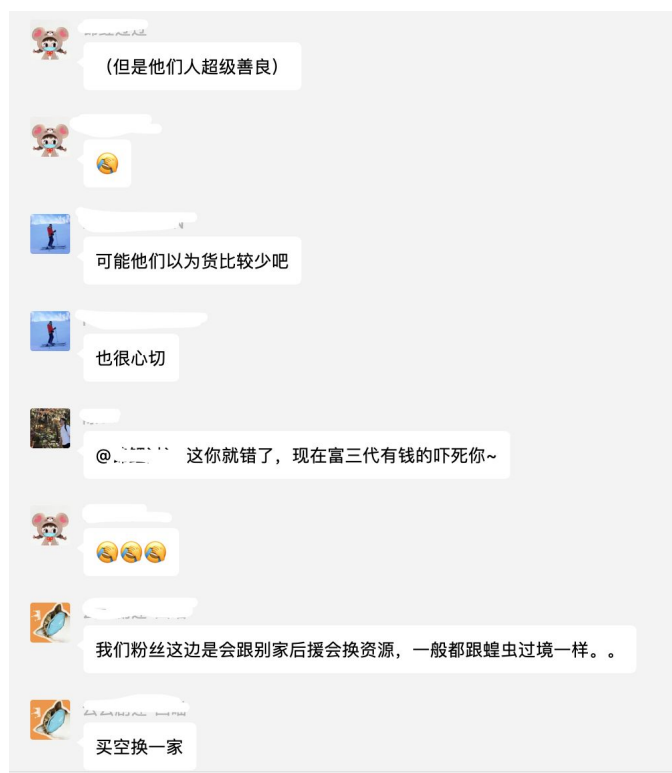 （但是他们人超级善良）
可能他们以为货比较少吧
也很心切
@ 这你就错了，现在富三代有钱的吓死你~
我们粉丝这边是会跟别家后援会换资源，一般都跟蝗虫过境一样。。
买空换一家